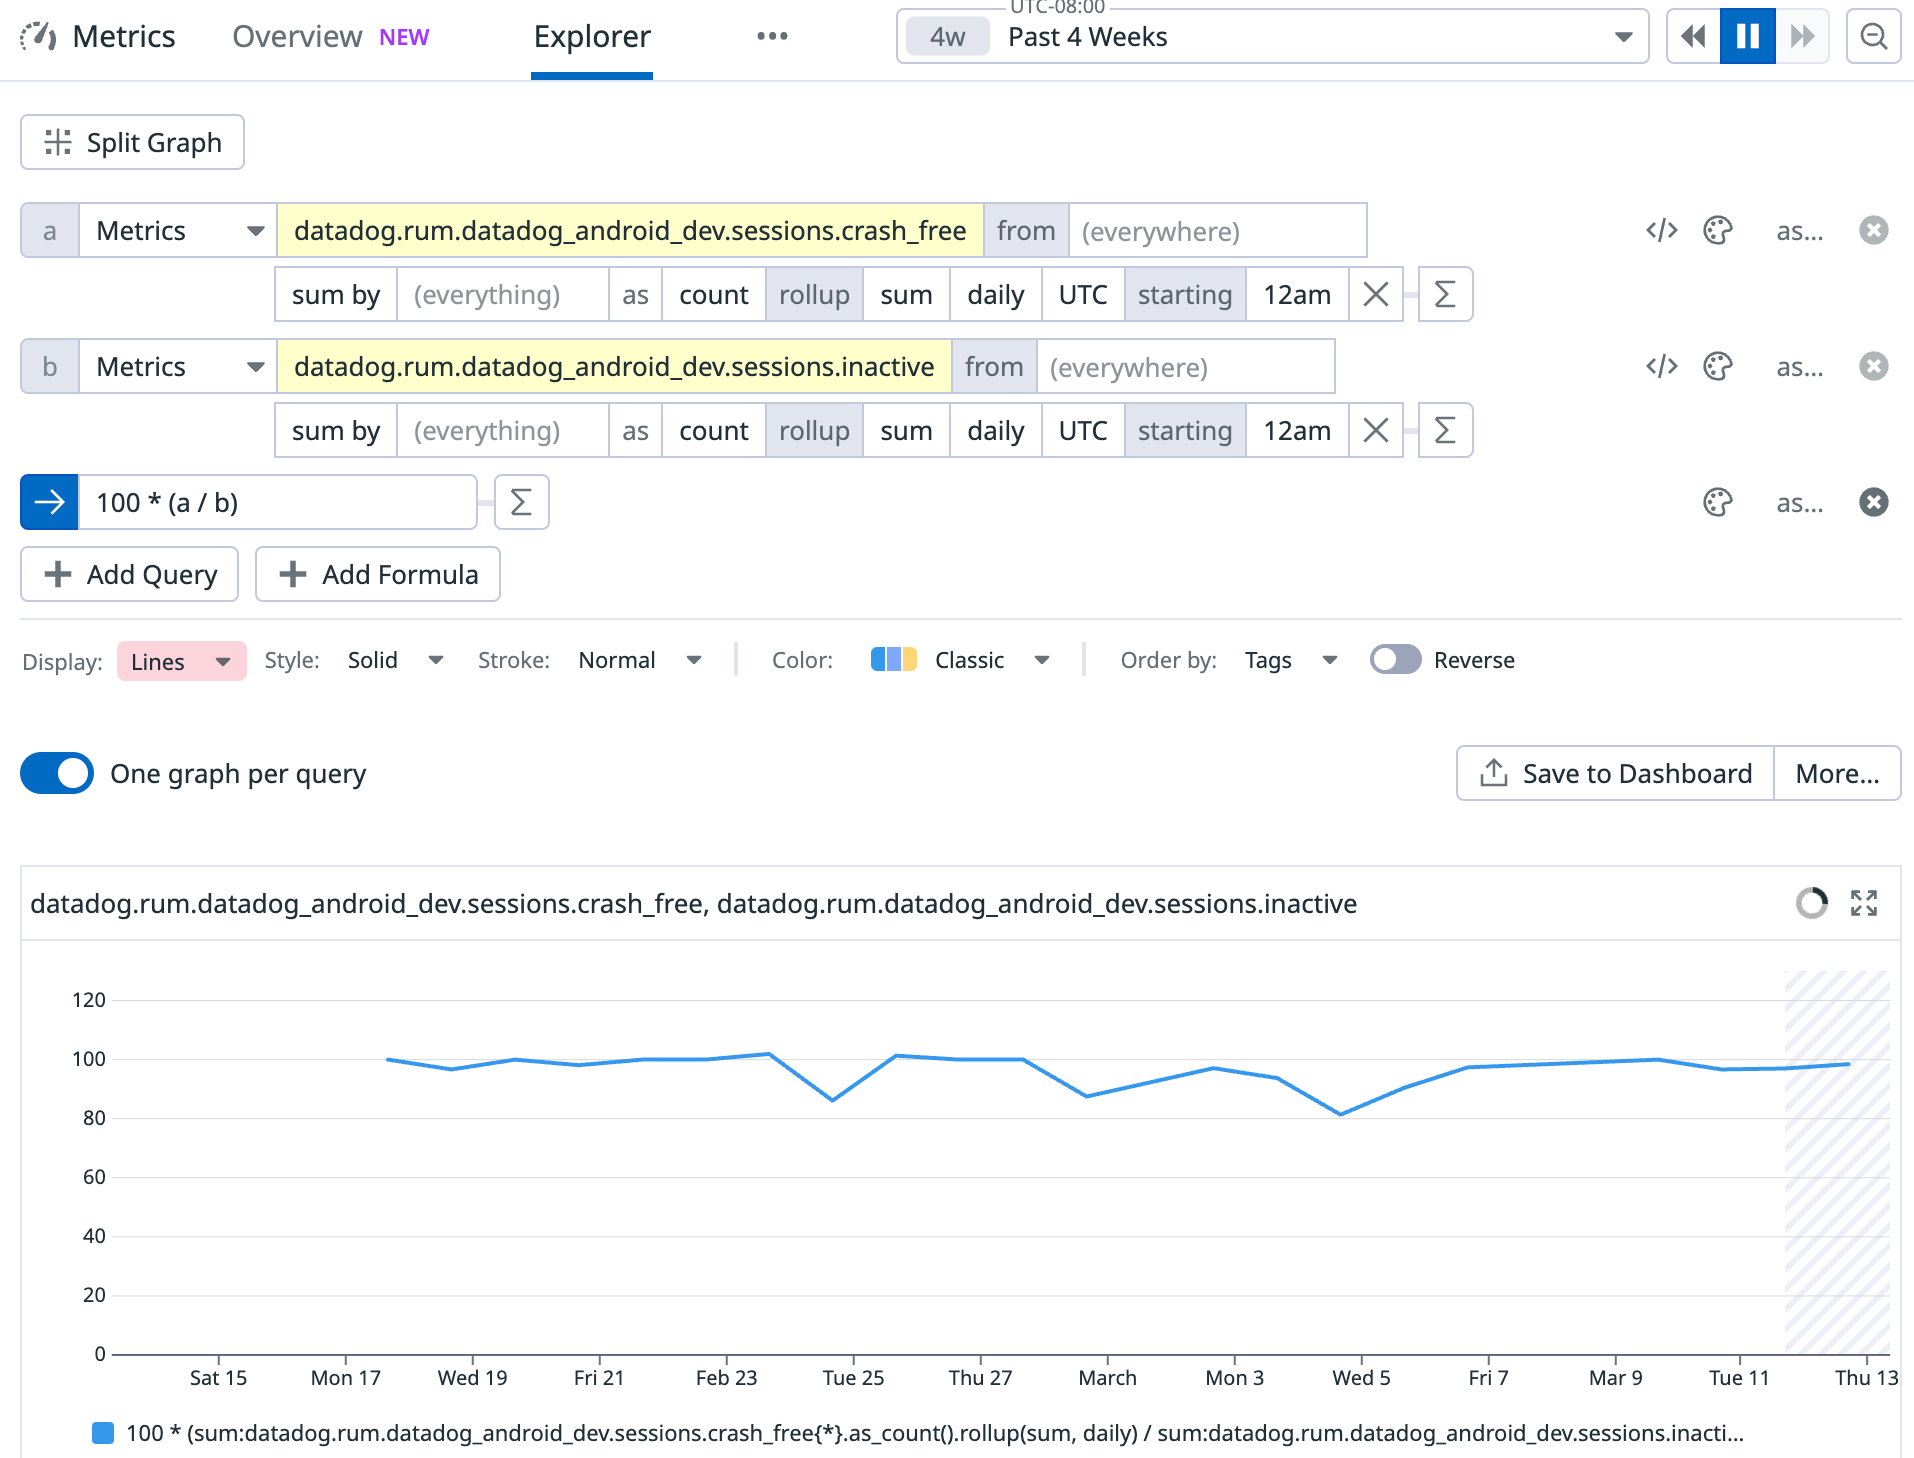 Metrics Overview NEW Explorer ••• UTC-08:00 4w Past 4 Weeks
Split Graph
a Metrics datadog.rum.datadog_android_dev.sessions.crash_free from (everywhere) </> as...
sum by (everything) as count rollup sum daily UTC starting 12am Σ
b Metrics datadog.rum.datadog_android_dev.sessions.inactive from (everywhere) </> as...
sum by (everything) as count rollup sum daily UTC starting 12am Σ
100 * (a / b) Σ as...
Add Query Add Formula
Display: Lines Style: Solid Stroke: Normal Color: Classic Order by: Tags Reverse
One graph per query Save to Dashboard More...
datadog.rum.datadog_android_dev.sessions.crash_free, datadog.rum.datadog_android_dev.sessions.inactive
120
100
80
60
40
20
0
Sat 15 Mon 17 Wed 19 Fri 21 Feb 23 Tue 25 Thu 27 March Mon 3 Wed 5 Fri 7 Mar 9 Tue 11 Thu 13
100 * (sum:datadog.rum.datadog_android_dev.sessions.crash_free{*}.as_count().rollup(sum, daily) / sum:datadog.rum.datadog_android_dev.sessions.inacti...